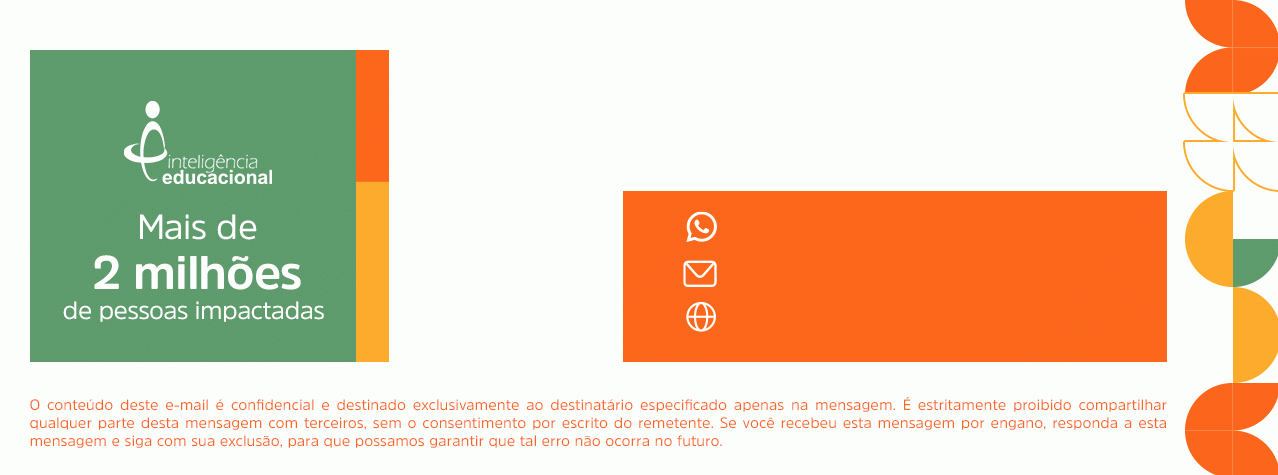 inteligência
educacional
Mais de
2 milhões
de pessoas impactadas
O conteúdo deste e-mail é confidencial e destinado exclusivamente ao destinatário especificado apenas na mensagem. É estritamente proibido compartilhar
qualquer parte desta mensagem com terceiros, sem o consentimento por escrito do remetente. Se você recebeu esta mensagem por engano, responda a esta
mensagem e siga com sua exclusão, para que possamos garantir que tal erro não ocorra no futuro.